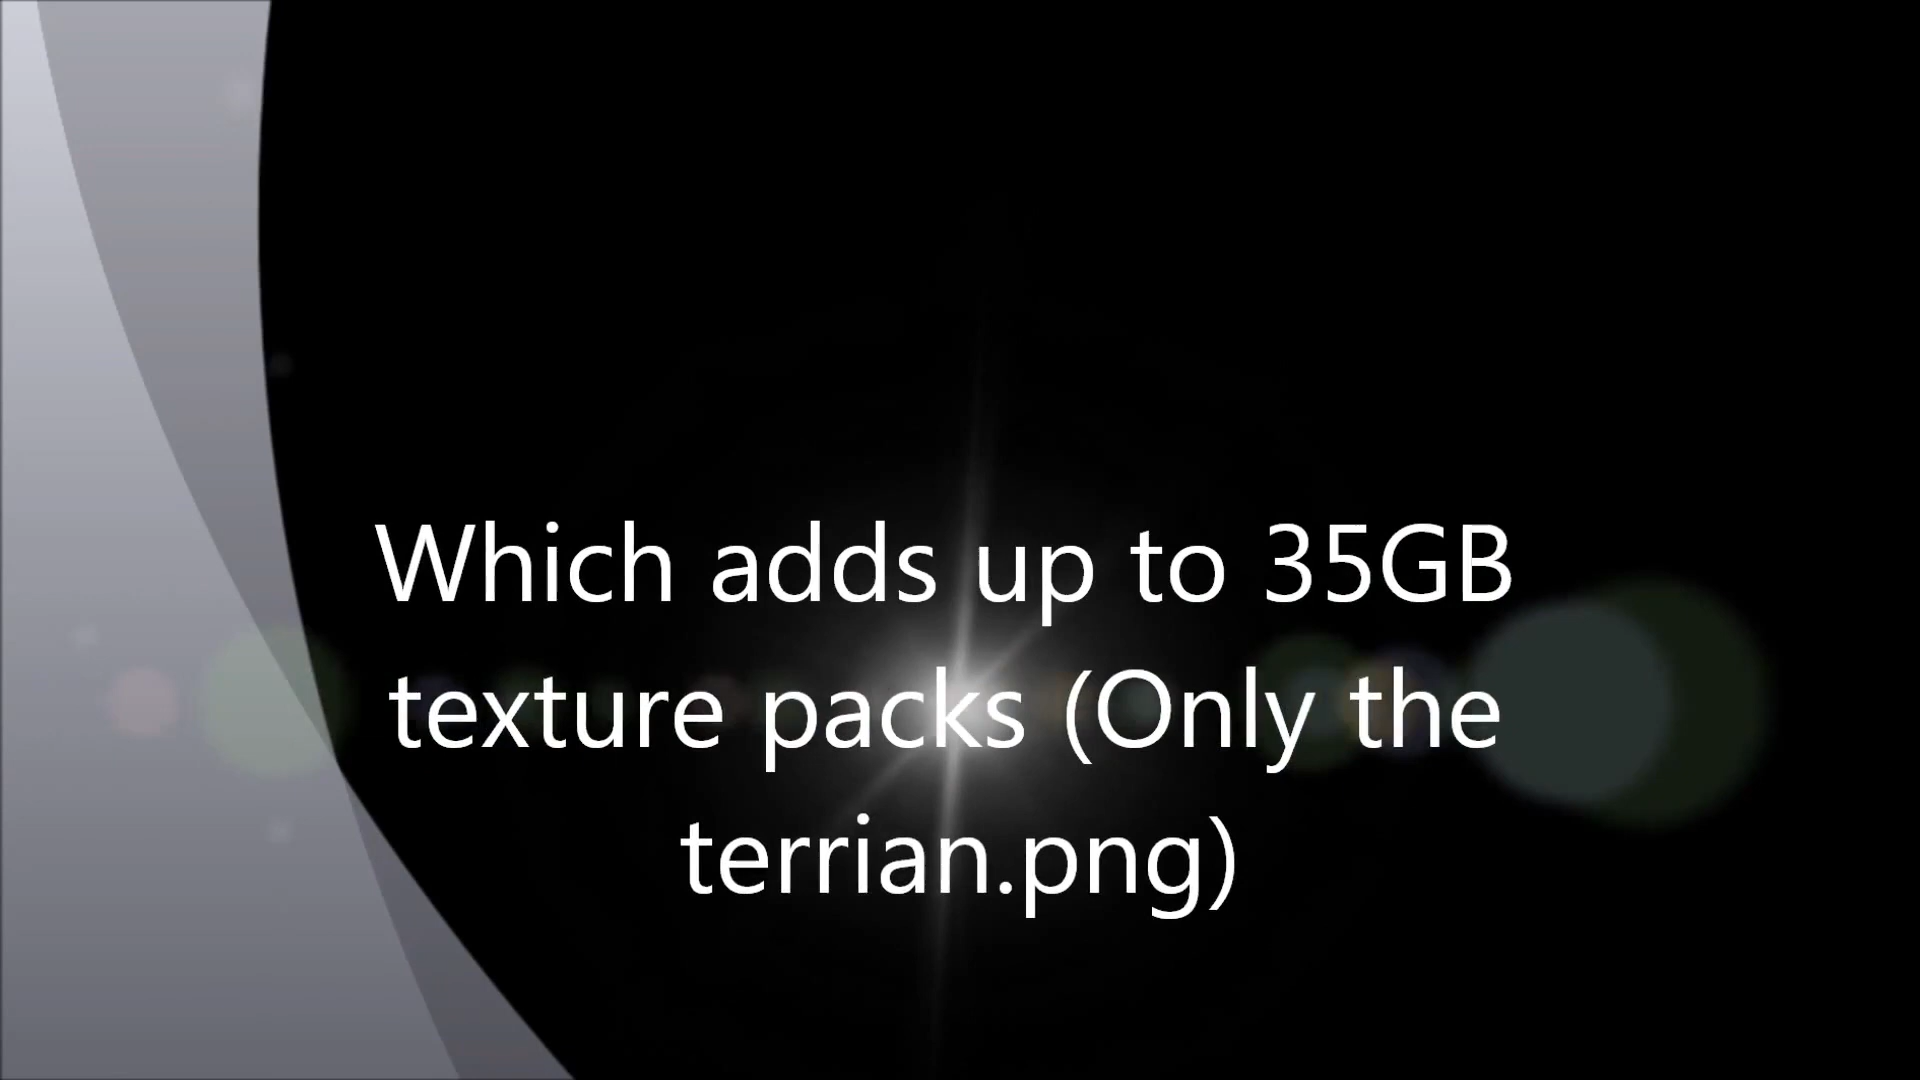 Which adds up to 35GB
texture packs (Only the
terrian.png)